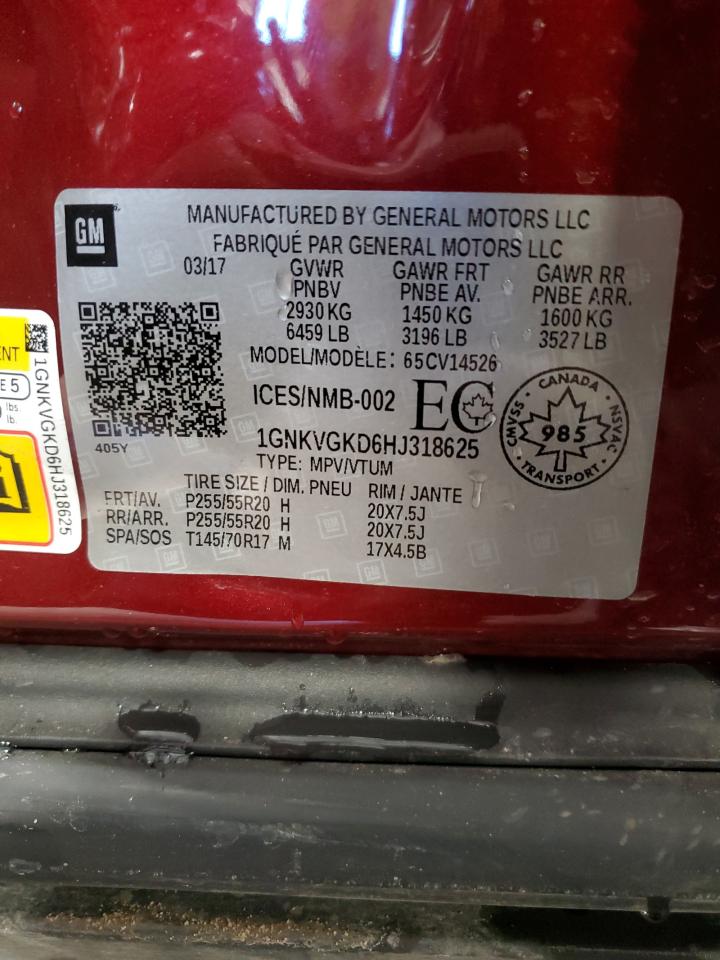 GM
MANUFACTURED BY GENERAL MOTORS LLC
FABRIQUÉ PAR GENERAL MOTORS LLC
03/17 GVWR GAWR FRT GAWR RR
PNBV PNBE AV. PNBE ARR.
2930 KG 1450 KG 1600 KG
6459 LB 3196 LB 3527 LB
MODEL/MODÈLE: 65CV14526
ICES/NMB-002 EC
405Y
1GNKVGKD6HJ318625
TYPE: MPV/VTUM
CANADA
CMVSS 985 NSVAC
TRANSPORT
TIRE SIZE / DIM. PNEU RIM / JANTE
FRT/AV. P255/55R20 H 20X7.5J
RR/ARR. P255/55R20 H 20X7.5J
SPA/SOS T145/70R17 M 17X4.5B
1GNKVGKD6HJ318625
5
lbs.
lb.